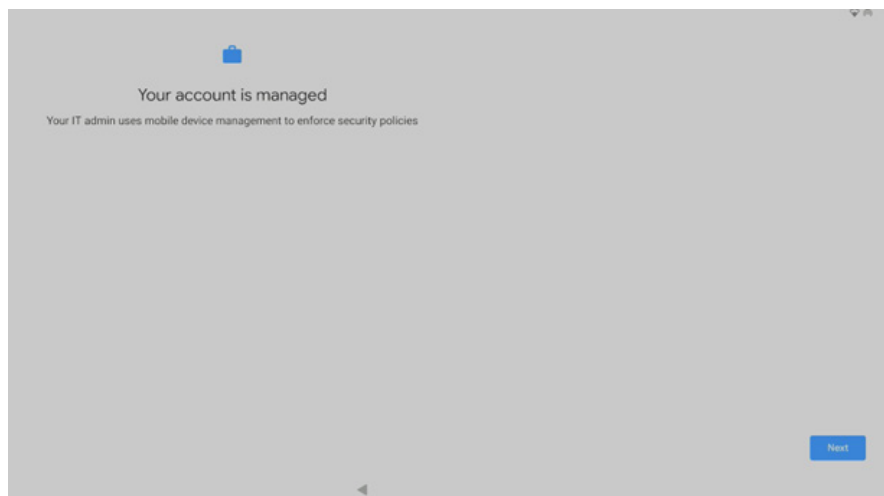 Your account is managed
Your IT admin uses mobile device management to enforce security policies
Next